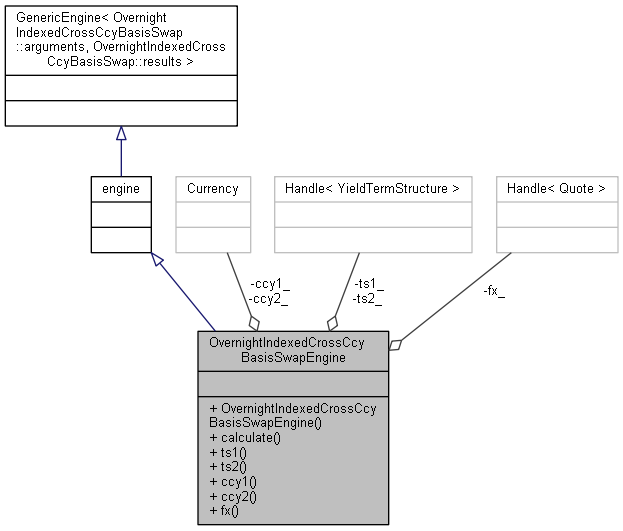 GenericEngine< Overnight
IndexedCrossCcyBasisSwap
::arguments, OvernightIndexedCross
CcyBasisSwap::results >
engine
Currency
Handle< YieldTermStructure >
Handle< Quote >
-ccy1_
-ccy2_
-ts1_
-ts2_
-fx_
OvernightIndexedCrossCcy
BasisSwapEngine
+ OvernightIndexedCrossCcy
BasisSwapEngine()
+ calculate()
+ ts1()
+ ts2()
+ ccy1()
+ ccy2()
+ fx()